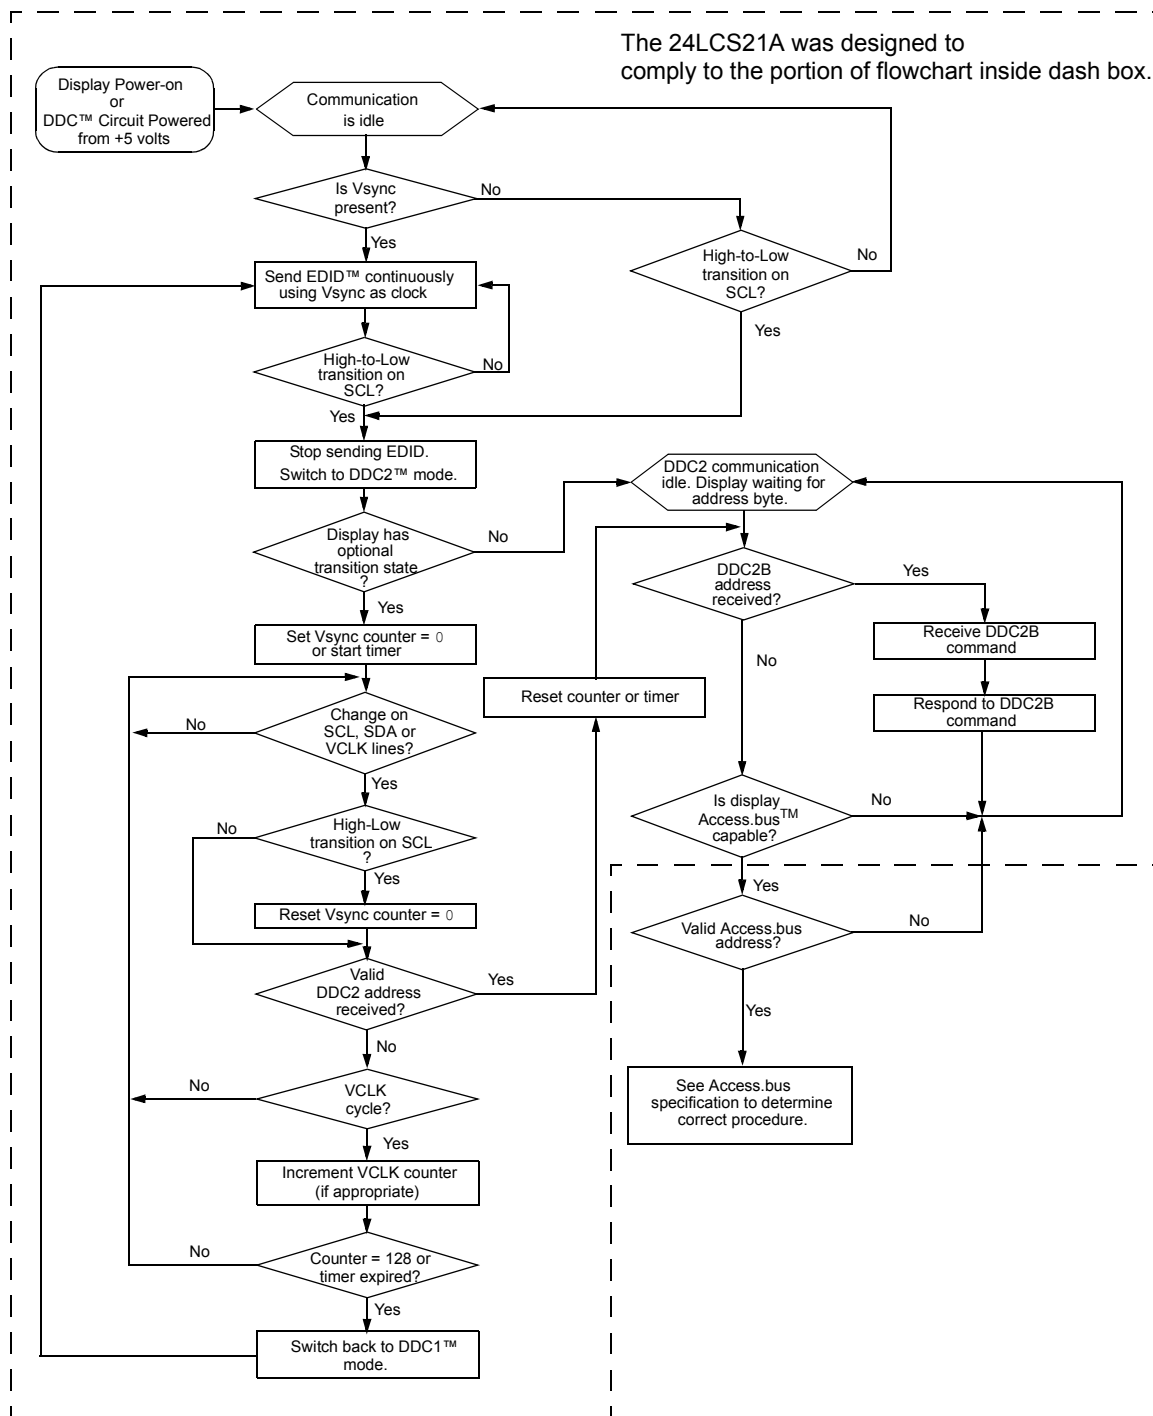 The 24LCS21A was designed to
comply to the portion of flowchart inside dash box.
Display Power-on
or
DDC™ Circuit Powered
from +5 volts
Communication
is idle
Is Vsync
present?
No
Yes
High-to-Low
transition on
SCL?
No
Yes
Send EDID™ continuously
using Vsync as clock
High-to-Low
transition on
SCL?
No
Yes
Stop sending EDID.
Switch to DDC2™ mode.
Display has
optional
transition state
?
No
Yes
DDC2 communication
idle. Display waiting for
address byte.
DDC2B
address
received?
Yes
No
Receive DDC2B
command
Respond to DDC2B
command
Set Vsync counter = 0
or start timer
Reset counter or timer
Change on
SCL, SDA or
VCLK lines?
No
Yes
High-Low
transition on SCL
?
No
Yes
Reset Vsync counter = 0
Is display
Access.bus™
capable?
No
Yes
Valid Access.bus
address?
No
Yes
See Access.bus
specification to determine
correct procedure.
Valid
DDC2 address
received?
Yes
No
VCLK
cycle?
No
Yes
Increment VCLK counter
(if appropriate)
Counter = 128 or
timer expired?
No
Yes
Switch back to DDC1™
mode.